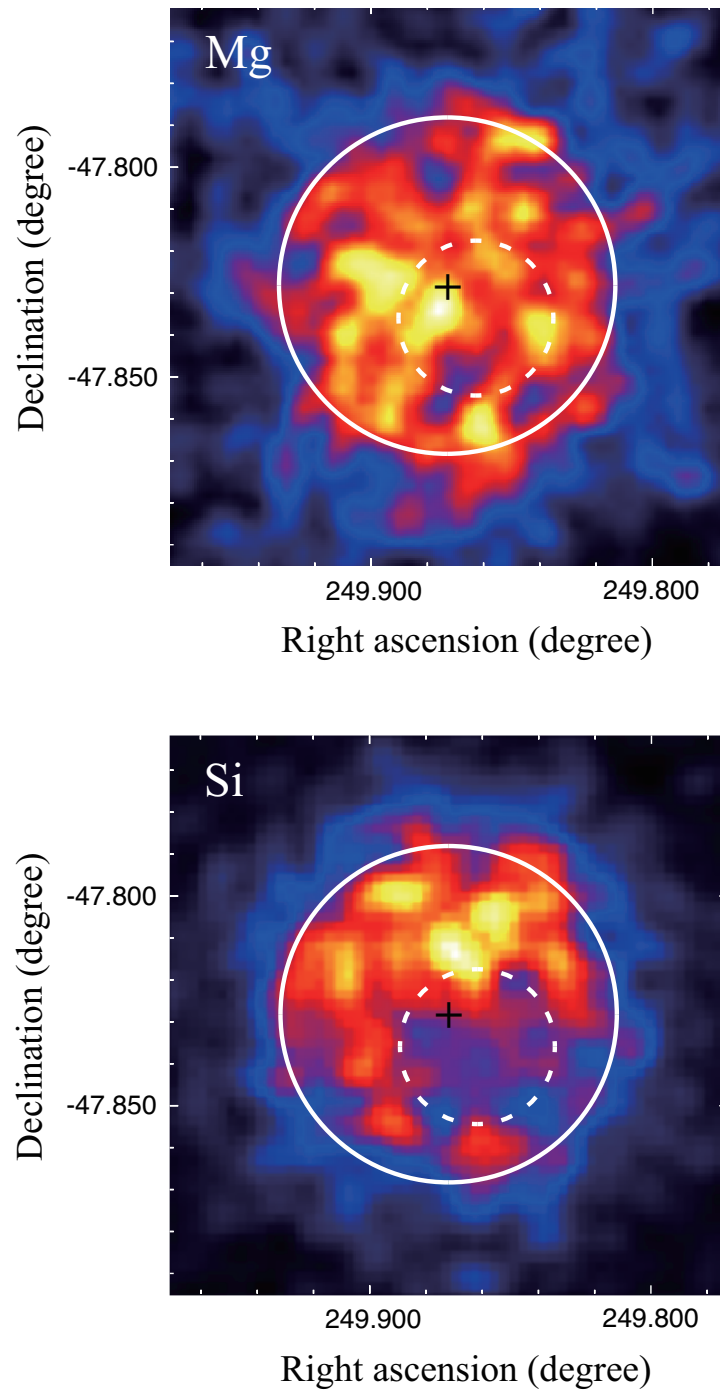 Mg
-47.800
-47.850
Declination (degree)
249.900 249.800
Right ascension (degree)
Si
-47.800
-47.850
Declination (degree)
249.900 249.800
Right ascension (degree)